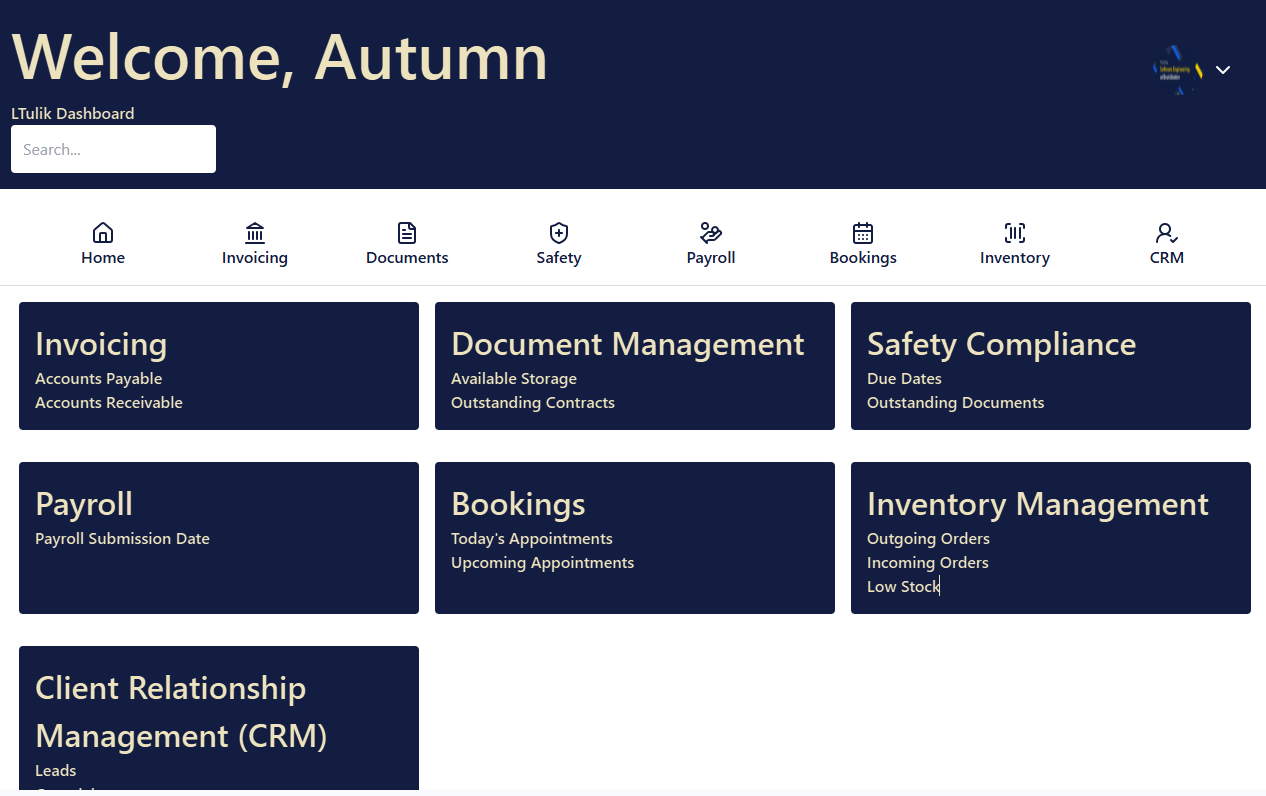 Welcome, Autumn
LTulik Dashboard
Search...
Home
Invoicing
Documents
Safety
Payroll
Bookings
Inventory
CRM
Invoicing
Accounts Payable
Accounts Receivable
Document Management
Available Storage
Outstanding Contracts
Safety Compliance
Due Dates
Outstanding Documents
Payroll
Payroll Submission Date
Bookings
Today's Appointments
Upcoming Appointments
Inventory Management
Outgoing Orders
Incoming Orders
Low Stock
Client Relationship
Management (CRM)
Leads